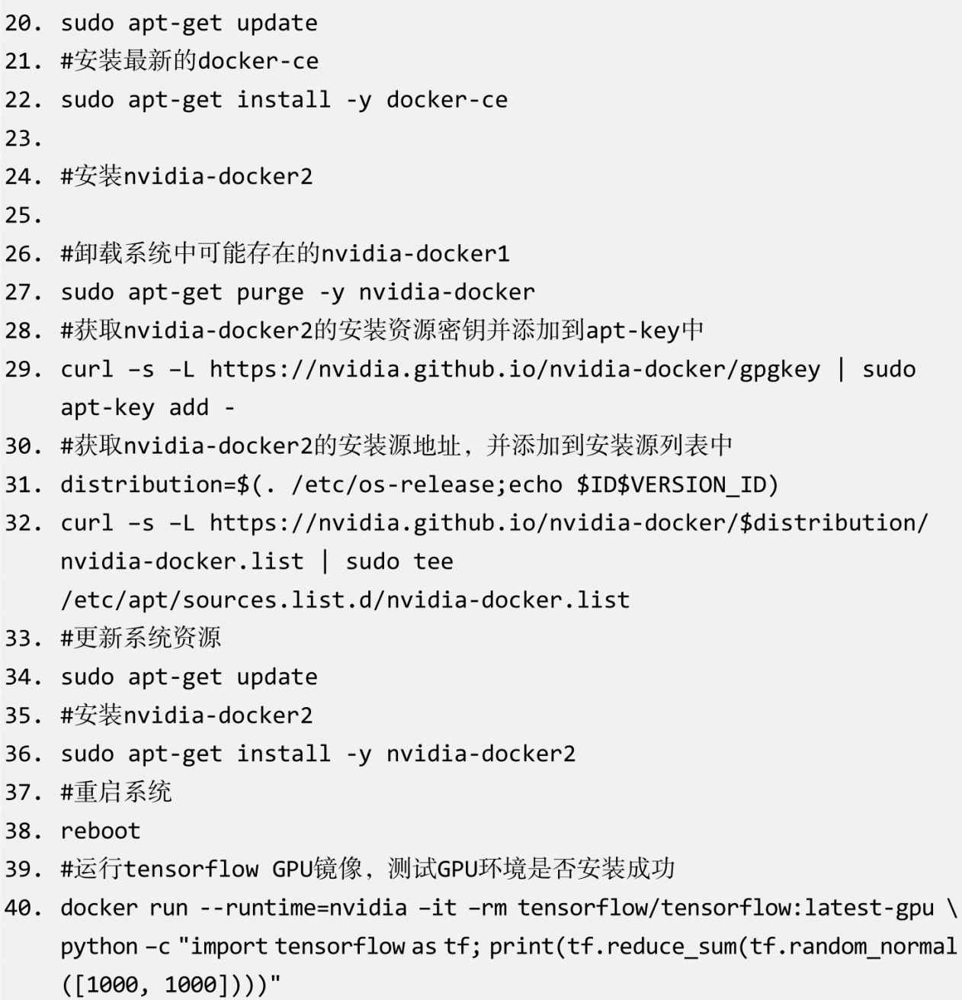 20. sudo apt-get update
21. #安装最新的docker-ce
22. sudo apt-get install -y docker-ce
23.
24. #安装nvidia-docker2
25.
26. #卸载系统中可能存在的nvidia-docker1
27. sudo apt-get purge -y nvidia-docker
28. #获取nvidia-docker2的安装资源密钥并添加到apt-key中
29. curl –s –L https://nvidia.github.io/nvidia-docker/gpgkey | sudo
apt-key add -
30. #获取nvidia-docker2的安装源地址，并添加到安装源列表中
31. distribution=$(. /etc/os-release;echo $ID$VERSION_ID)
32. curl –s –L https://nvidia.github.io/nvidia-docker/$distribution/
nvidia-docker.list | sudo tee
/etc/apt/sources.list.d/nvidia-docker.list
33. #更新系统资源
34. sudo apt-get update
35. #安装nvidia-docker2
36. sudo apt-get install -y nvidia-docker2
37. #重启系统
38. reboot
39. #运行tensorflow GPU镜像，测试GPU环境是否安装成功
40. docker run --runtime=nvidia –it –rm tensorflow/tensorflow:latest-gpu \
python –c "import tensorflow as tf; print(tf.reduce_sum(tf.random_normal
([1000, 1000])))"